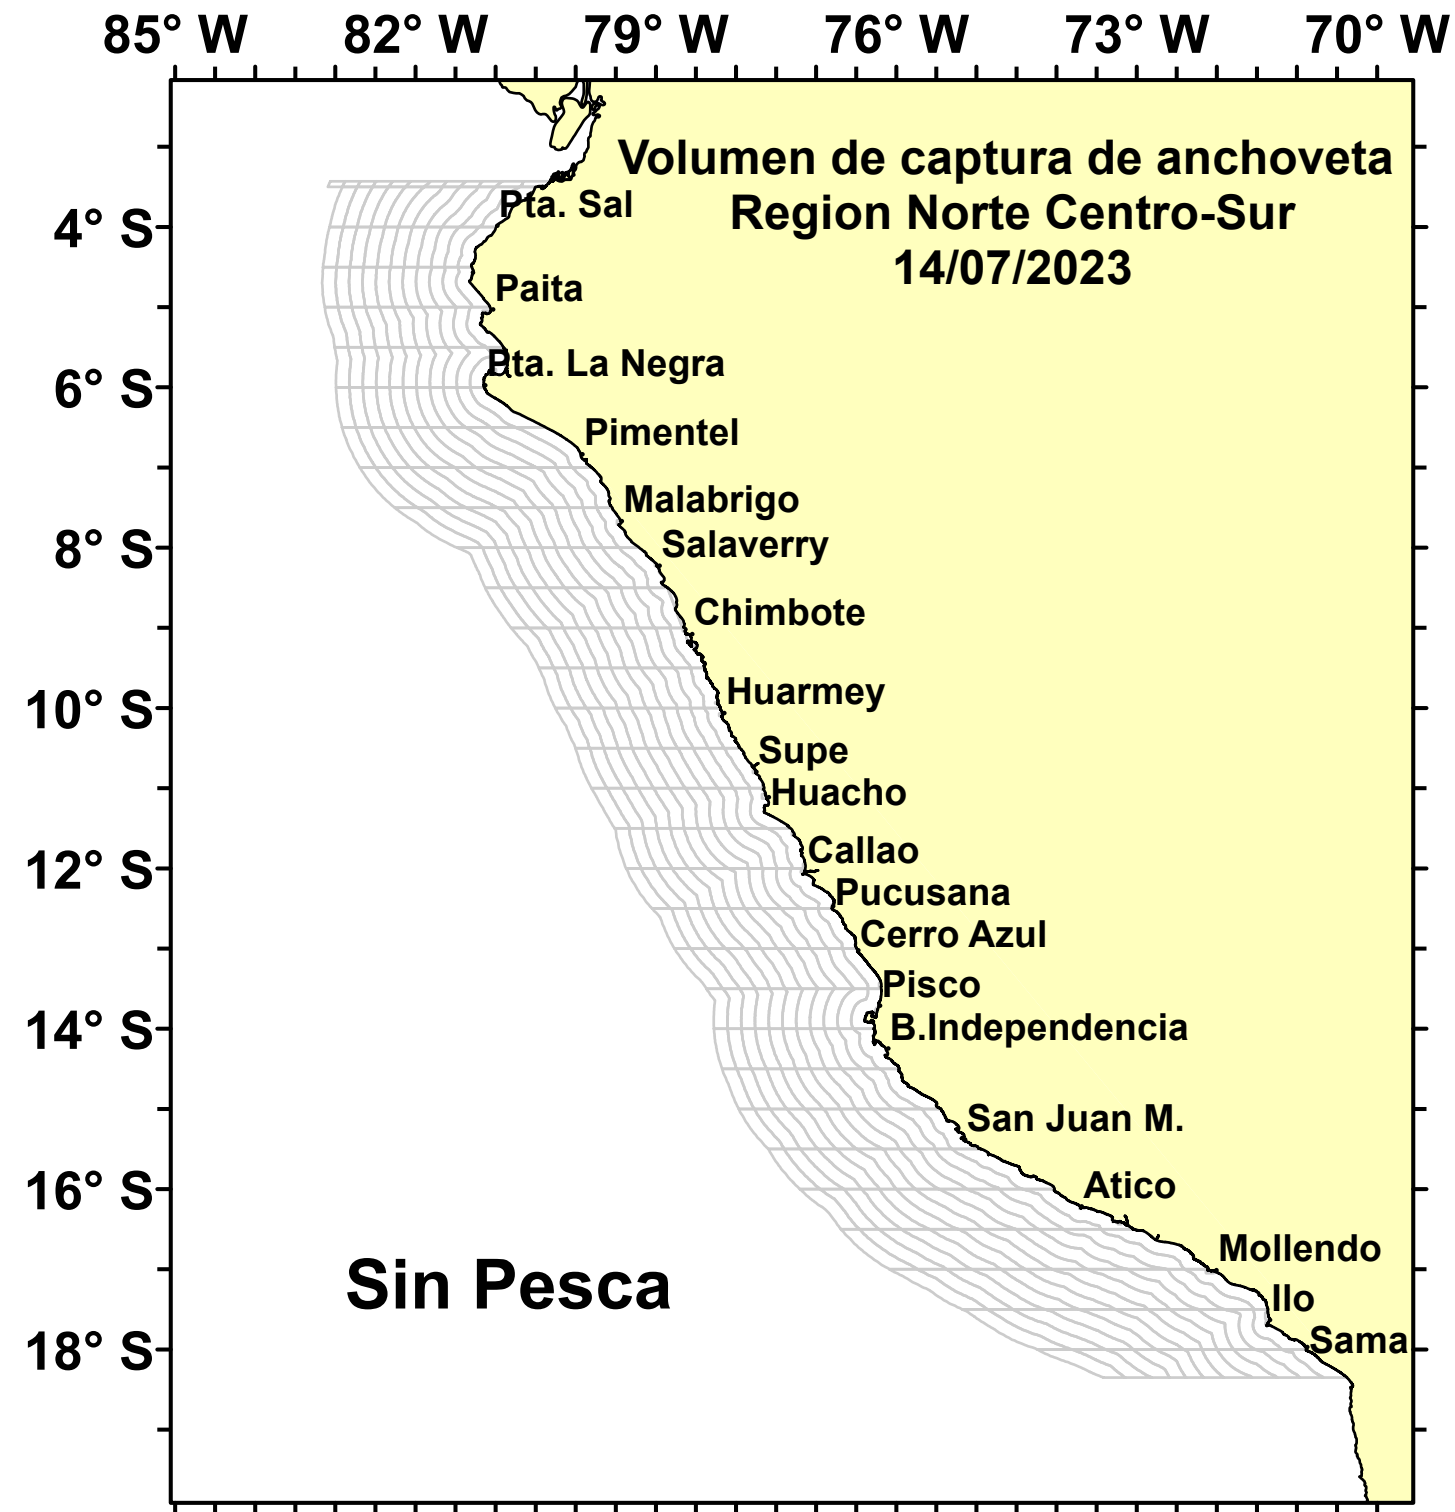 85° W 82° W 79° W 76° W 73° W 70° W
Volumen de captura de anchoveta
Region Norte Centro-Sur
14/07/2023
Pta. Sal
4° S
Paita
Pta. La Negra
6° S
Pimentel
Malabrigo
Salaverry
8° S
Chimbote
Huarmey
10° S
Supe
Huacho
Callao
12° S
Pucusana
Cerro Azul
Pisco
B.Independencia
14° S
San Juan M.
Atico
16° S
Mollendo
Sin Pesca
Ilo
Sama
18° S